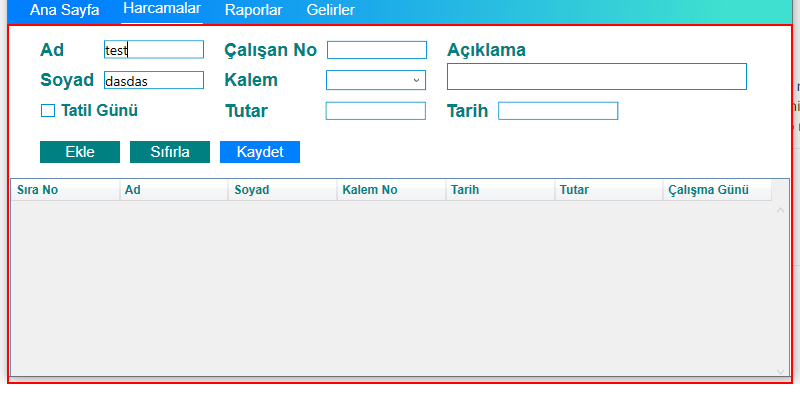 Ana Sayfa Harcamalar Raporlar Gelirler
Ad test Çalışan No Açıklama
Soyad dasdas Kalem
Tatil Günü Tutar Tarih
Ekle Sıfırla Kaydet
Sıra No Ad Soyad Kalem No Tarih Tutar Çalışma Günü